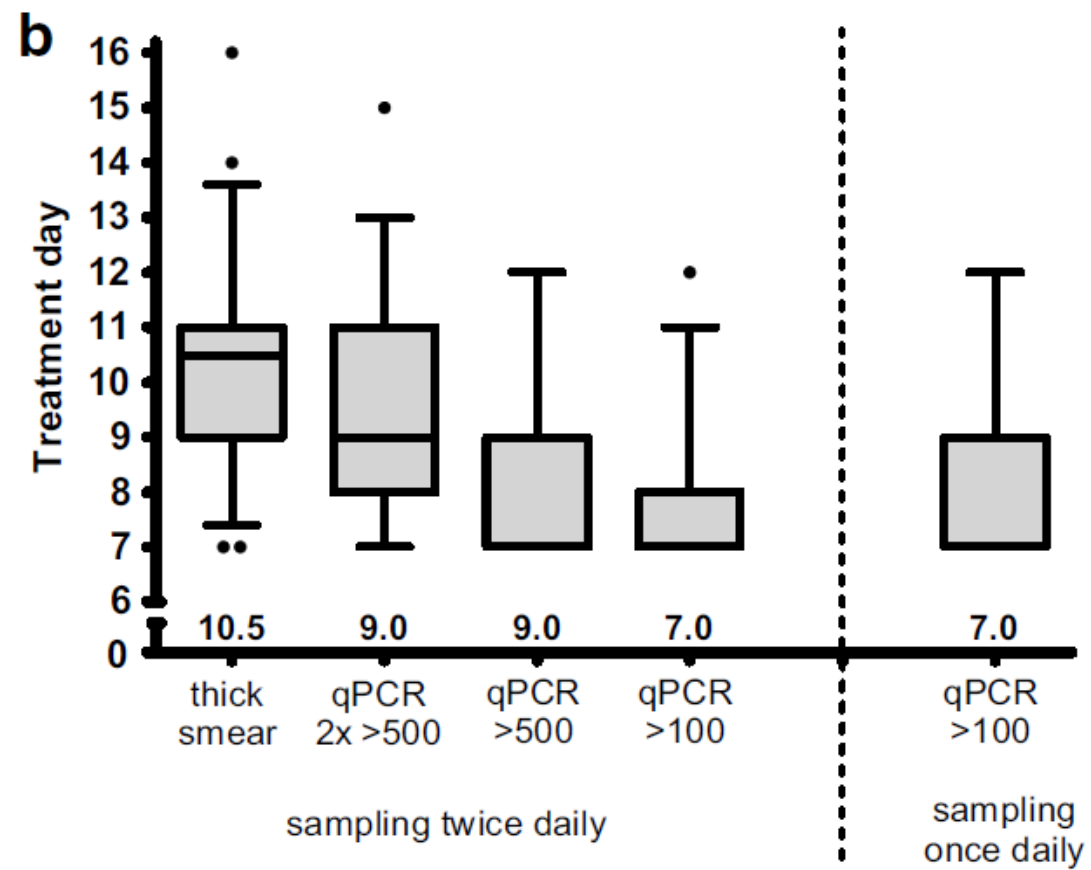 b
Treatment day
16
15
14
13
12
11
10
9
8
7
6
0
10.5 9.0 9.0 7.0 7.0
thick qPCR qPCR qPCR qPCR
smear 2x >500 >500 >100 >100
sampling twice daily
sampling
once daily